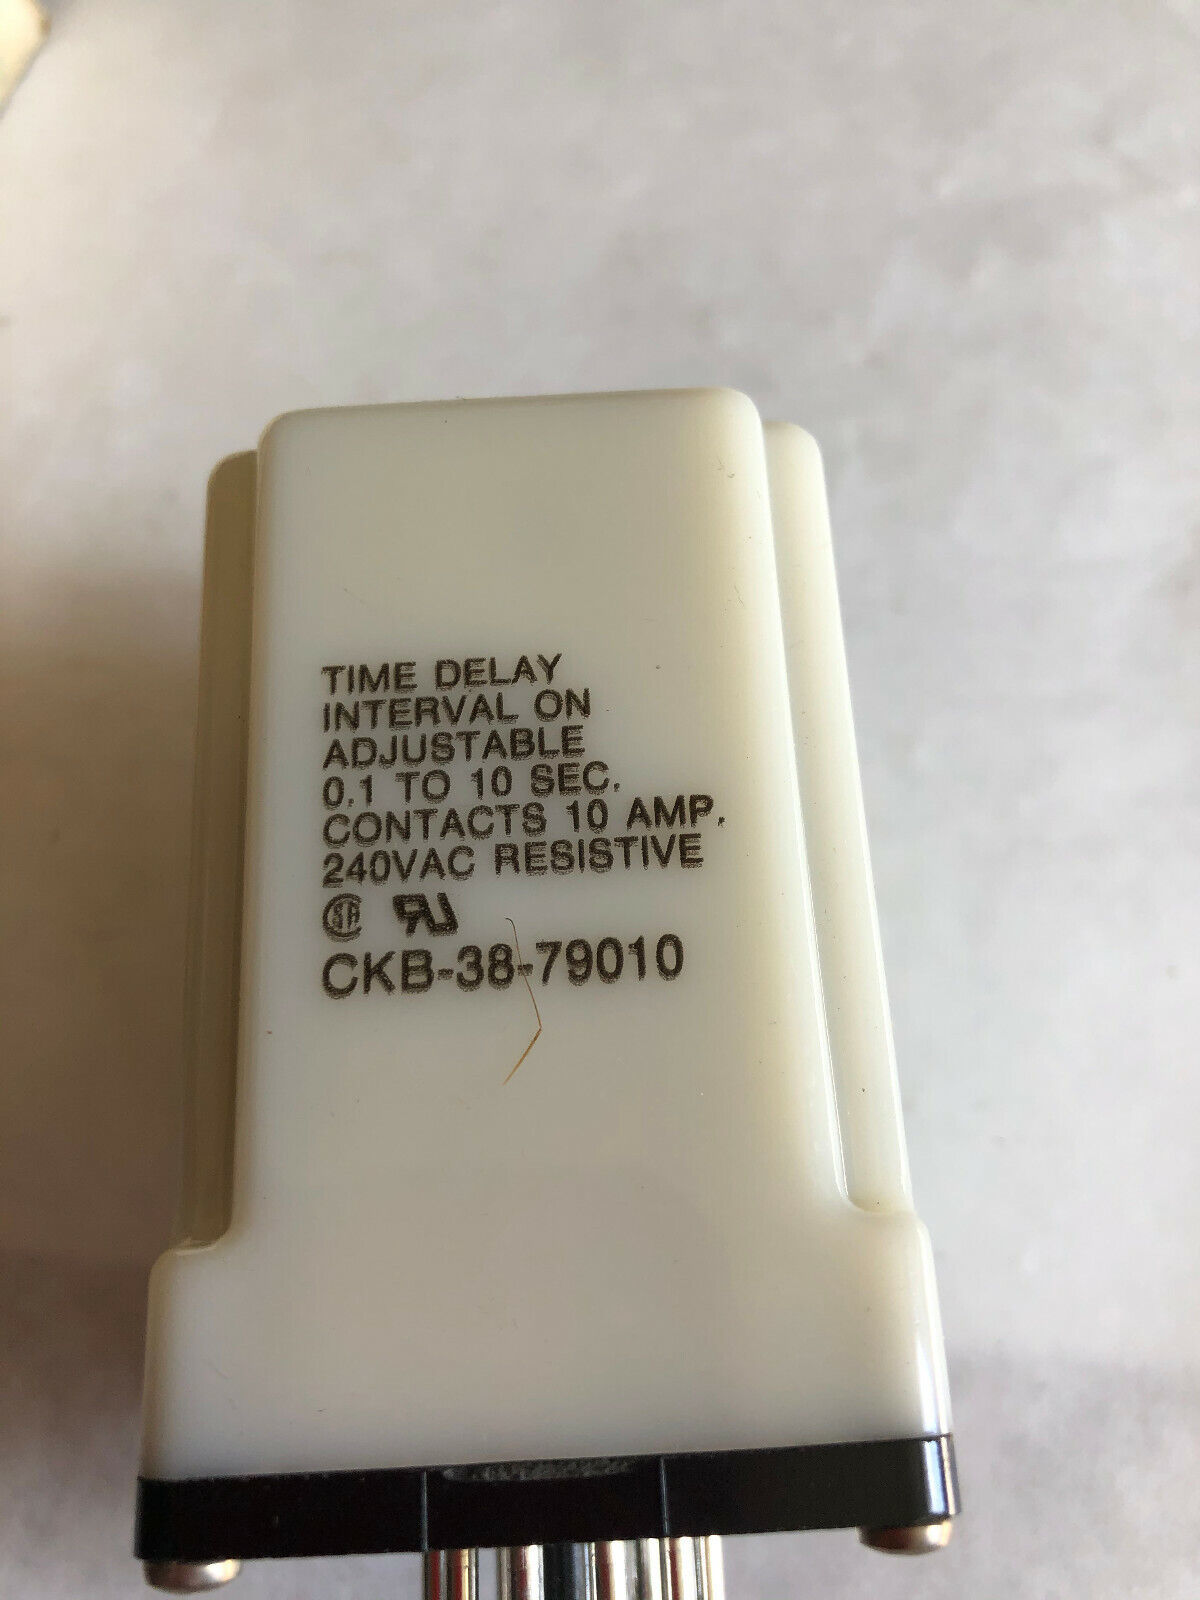 TIME DELAY
INTERVAL ON
ADJUSTABLE
0.1 TO 10 SEC.
CONTACTS 10 AMP.
240VAC RESISTIVE
CKB-38-79010